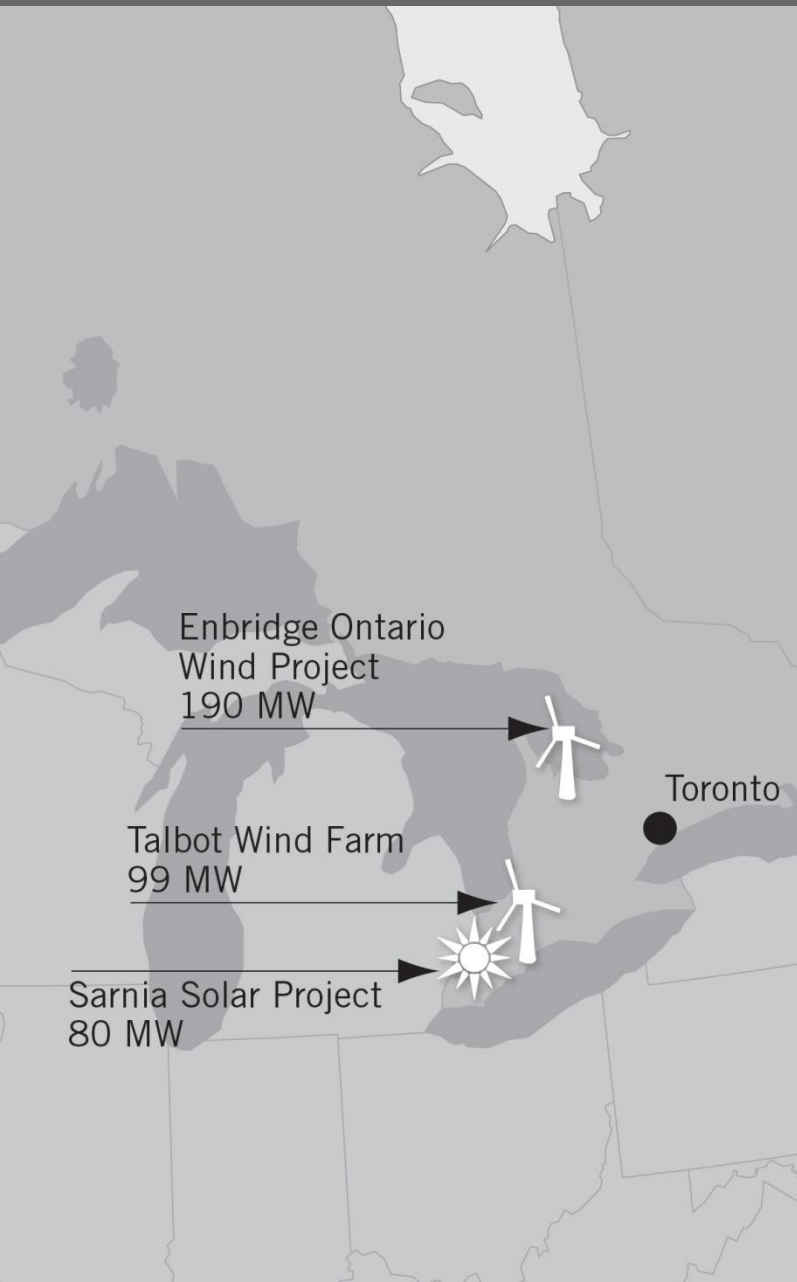 Enbridge Ontario
Wind Project
190 MW
Toronto
Talbot Wind Farm
99 MW
Sarnia Solar Project
80 MW